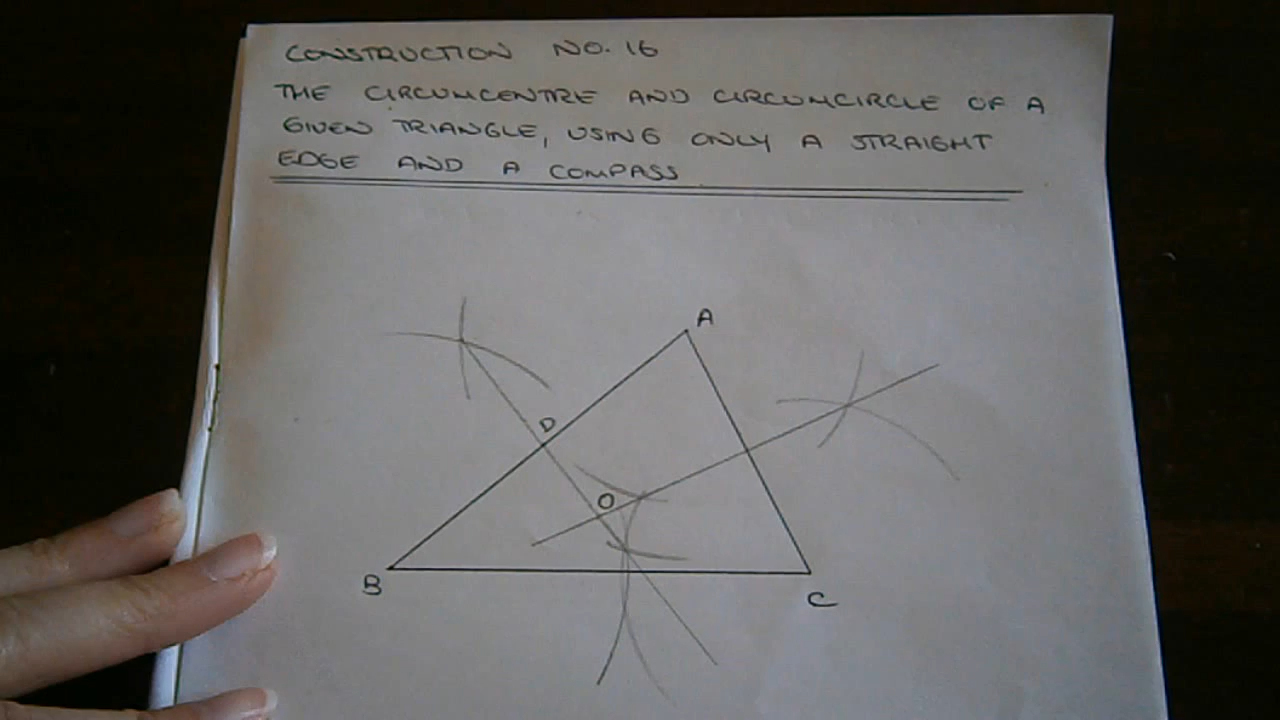 CONSTRUCTION NO. 16
THE CIRCUMCENTRE AND CIRCUMCIRCLE OF A
GIVEN TRIANGLE, USING ONLY A STRAIGHT
EDGE AND A COMPASS
A
D
O
B
C